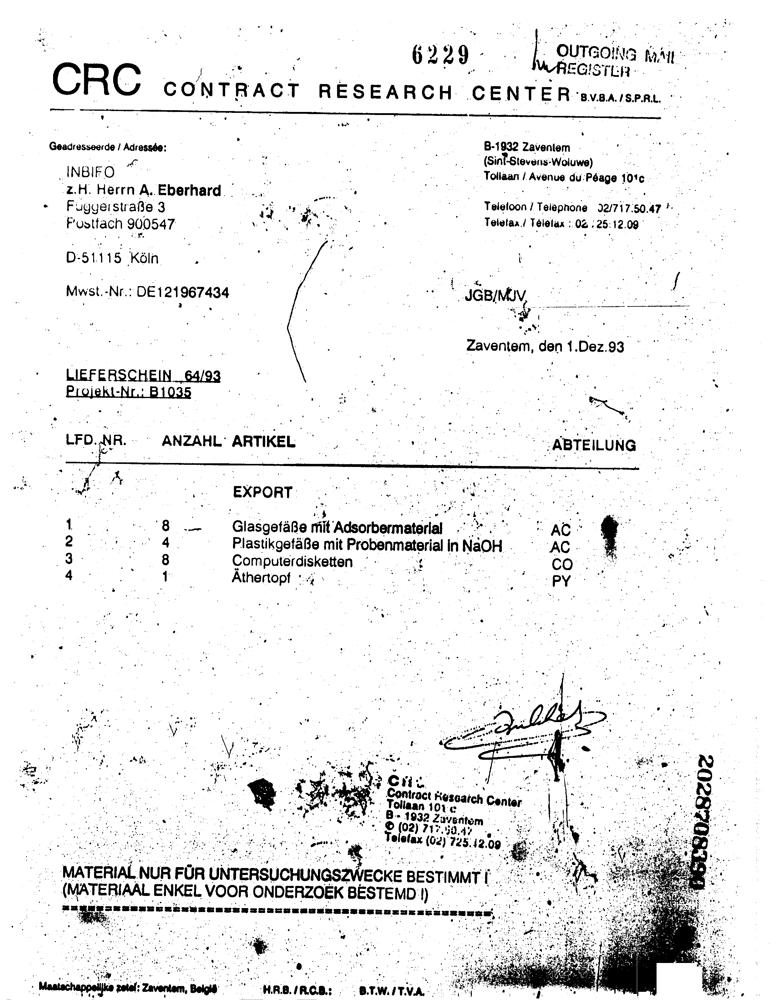 6229
OUTGOING MAIL
REGISTER
CRC CONTRACT RESEARCH CENTER B.V.B.A. / S.P.R.L.
Geadresseerde / Adressée:
INBIFO
z.H. Herrn A. Eberhard
Fuggerstraße 3
Postfach 900547
D-51115 Köln
Mwst.-Nr.: DE121967434
B-1932 Zaventem
(Sint-Stevens-Woluwe)
Tollaan / Avenue du Péage 101c
Telefoon / Téléphone 02/717.50.47
Telefax / Téléfax : 02 25.12.09
JGB/MJV
Zaventem, den 1.Dez.93
LIEFERSCHEIN 64/93
Projekt-Nr.: B1035
LFD. NR. ANZAHL ARTIKEL ABTEILUNG
EXPORT
1 8 Glasgefäße mit Adsorbermaterial AC
2 4 Plastikgefäße mit Probenmaterial in NaOH AC
3 8 Computerdisketten CO
4 1 Äthertopf PY
Contract Research Center
Tollaan 101 c
B - 1932 Zaventem
✆ (02) 717.50.47
Telefax (02) 725.12.09
2028708390
MATERIAL NUR FÜR UNTERSUCHUNGSZWECKE BESTIMMT !
(MATERIAAL ENKEL VOOR ONDERZOEK BESTEMD !)
Maatschappelijke zetel: Zaventem, België H.R.B. / R.C.B.: B.T.W. / T.V.A.